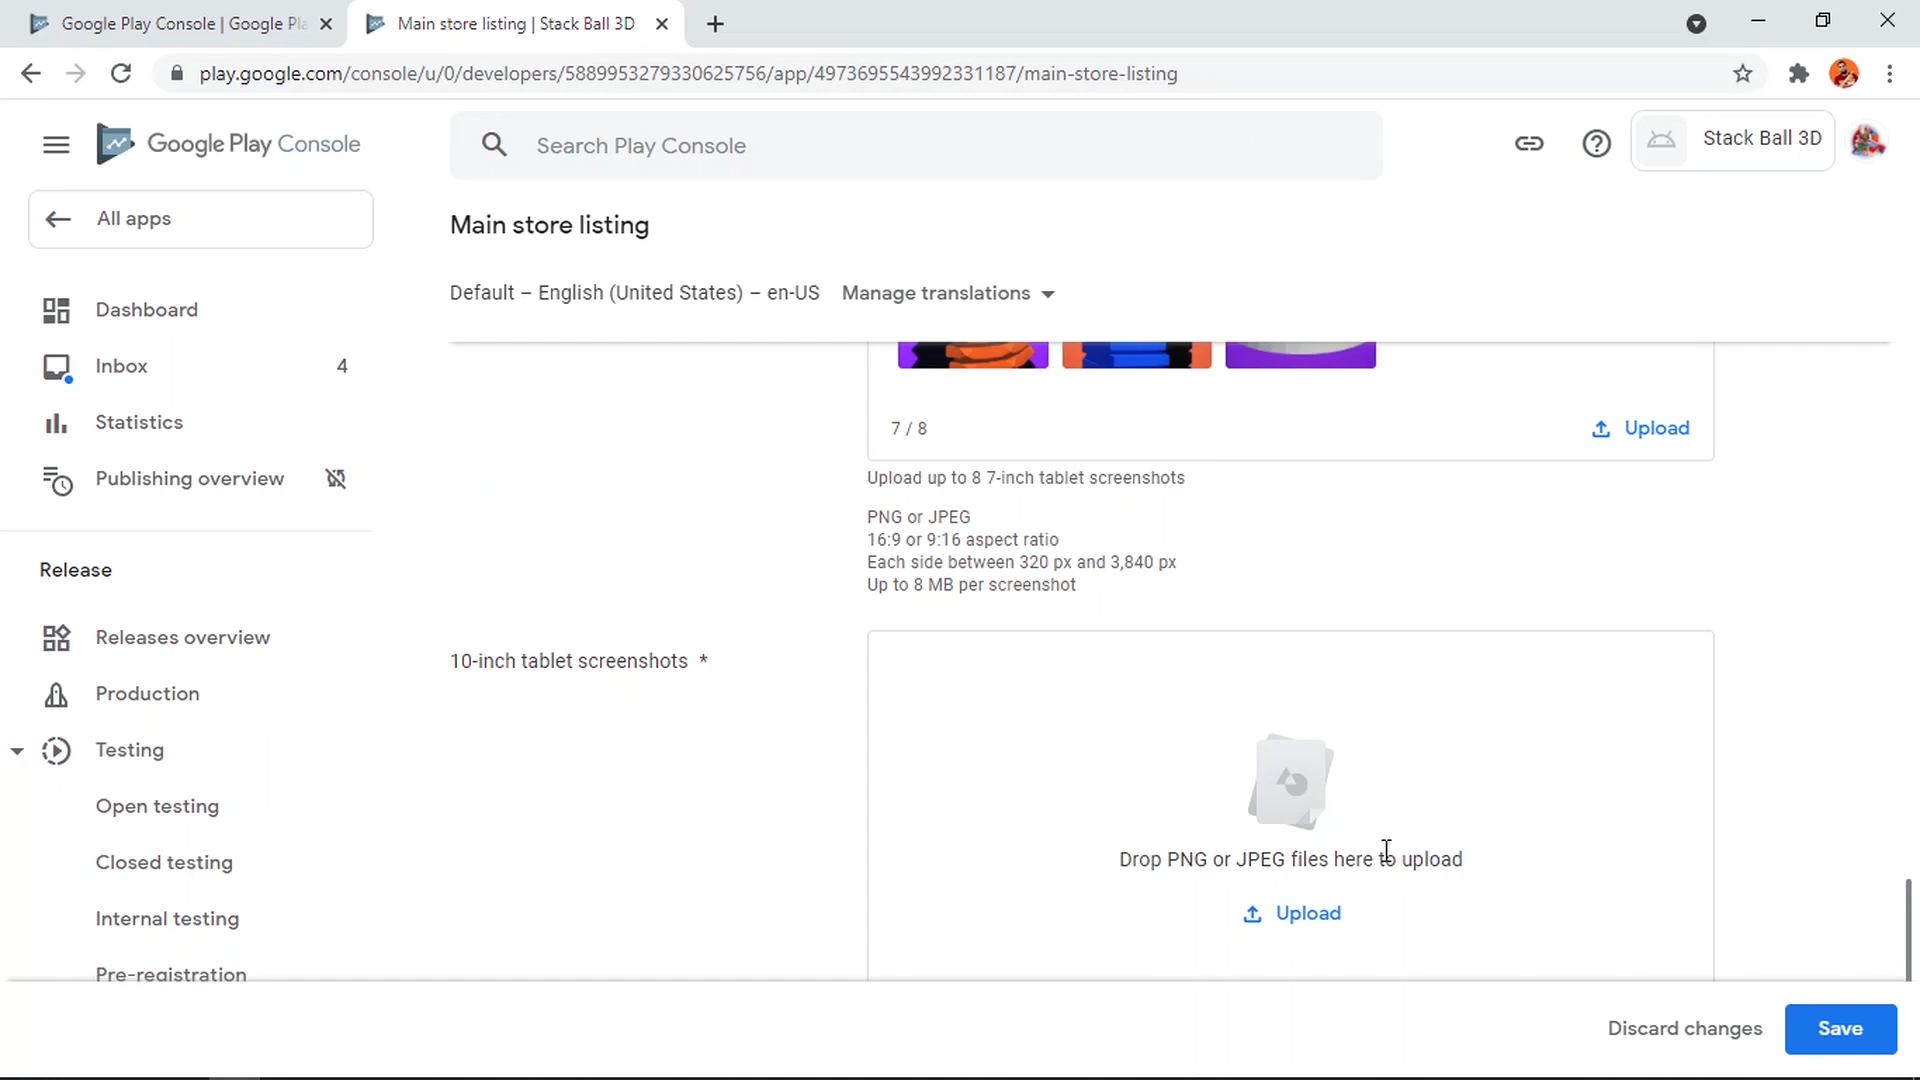 Google Play Console | Google Pla
Main store listing | Stack Ball 3D
play.google.com/console/u/0/developers/5889953279330625756/app/4973695543992331187/main-store-listing
Google Play Console
Search Play Console
Stack Ball 3D
All apps
Main store listing
Default – English (United States) – en-US
Manage translations
Dashboard
Inbox
4
Statistics
Publishing overview
Release
Releases overview
Production
Testing
Open testing
Closed testing
Internal testing
Pre-registration
7 / 8
Upload
Upload up to 8 7-inch tablet screenshots
PNG or JPEG
16:9 or 9:16 aspect ratio
Each side between 320 px and 3,840 px
Up to 8 MB per screenshot
10-inch tablet screenshots *
Drop PNG or JPEG files here to upload
Upload
Discard changes
Save